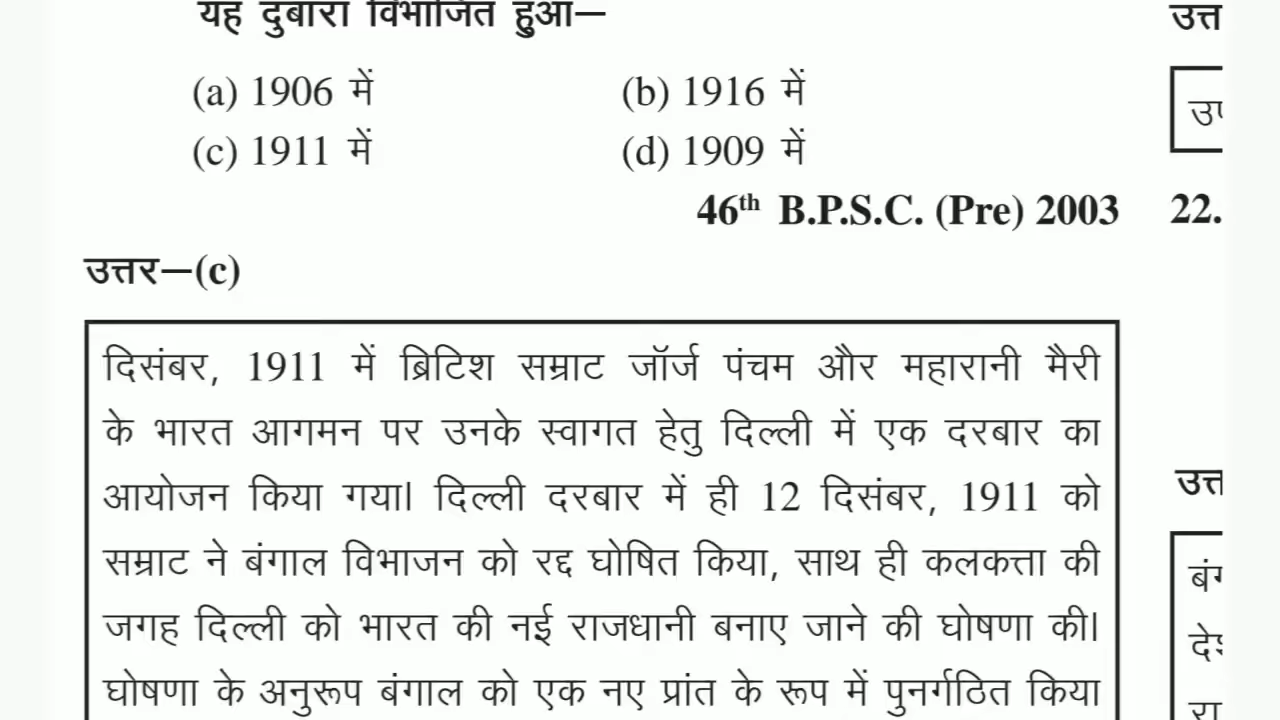 यह दुबारा विभाजित हुआ—
(a) 1906 में (b) 1916 में
(c) 1911 में (d) 1909 में
46th B.P.S.C. (Pre) 2003
उत्तर—(c)
दिसंबर, 1911 में ब्रिटिश सम्राट जॉर्ज पंचम और महारानी मैरी
के भारत आगमन पर उनके स्वागत हेतु दिल्ली में एक दरबार का
आयोजन किया गया। दिल्ली दरबार में ही 12 दिसंबर, 1911 को
सम्राट ने बंगाल विभाजन को रद्द घोषित किया, साथ ही कलकत्ता की
जगह दिल्ली को भारत की नई राजधानी बनाए जाने की घोषणा की।
घोषणा के अनुरूप बंगाल को एक नए प्रांत के रूप में पुनर्गठित किया
22.